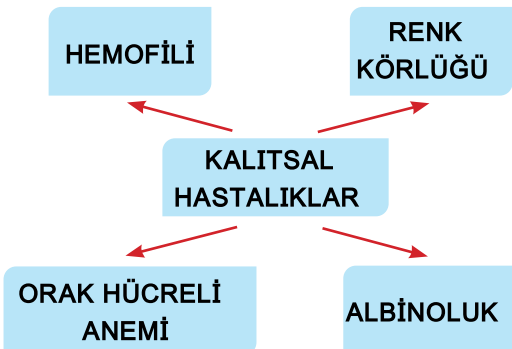 HEMOFİLİ
RENK
KÖRLÜĞÜ
KALITSAL
HASTALIKLAR
ORAK HÜCRELİ
ANEMİ
ALBİNOLUK